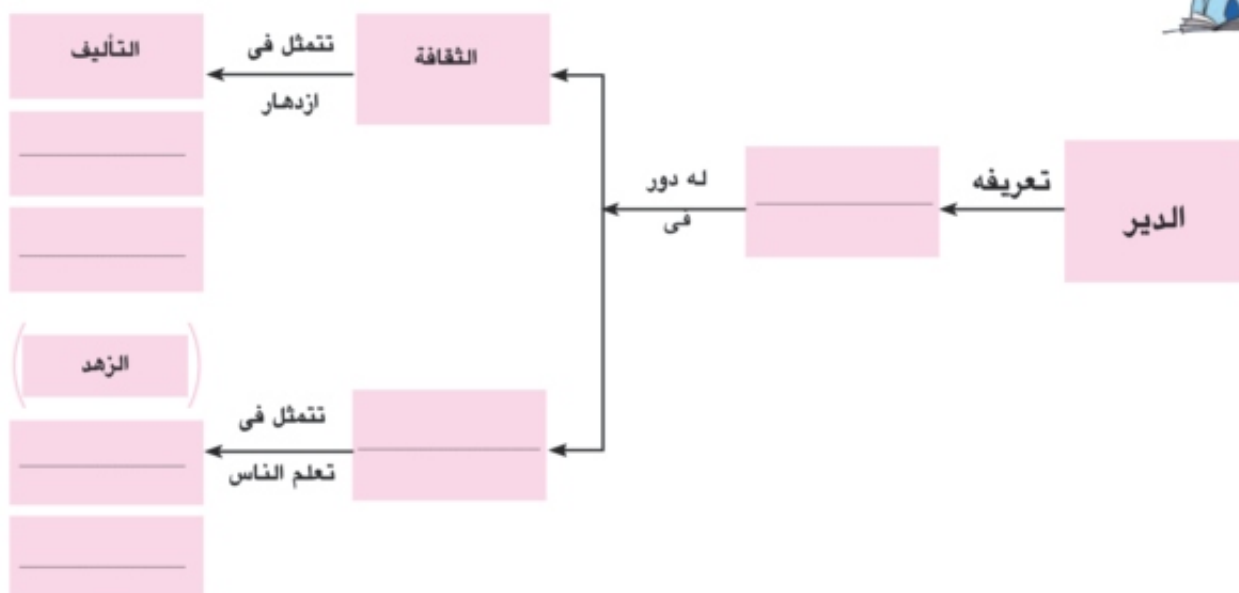 الدير
تعريفه
له دور
فى
الثقافة
تتمثل فى
ازدهار
التأليف
تتمثل فى
تعلم الناس
الزهد